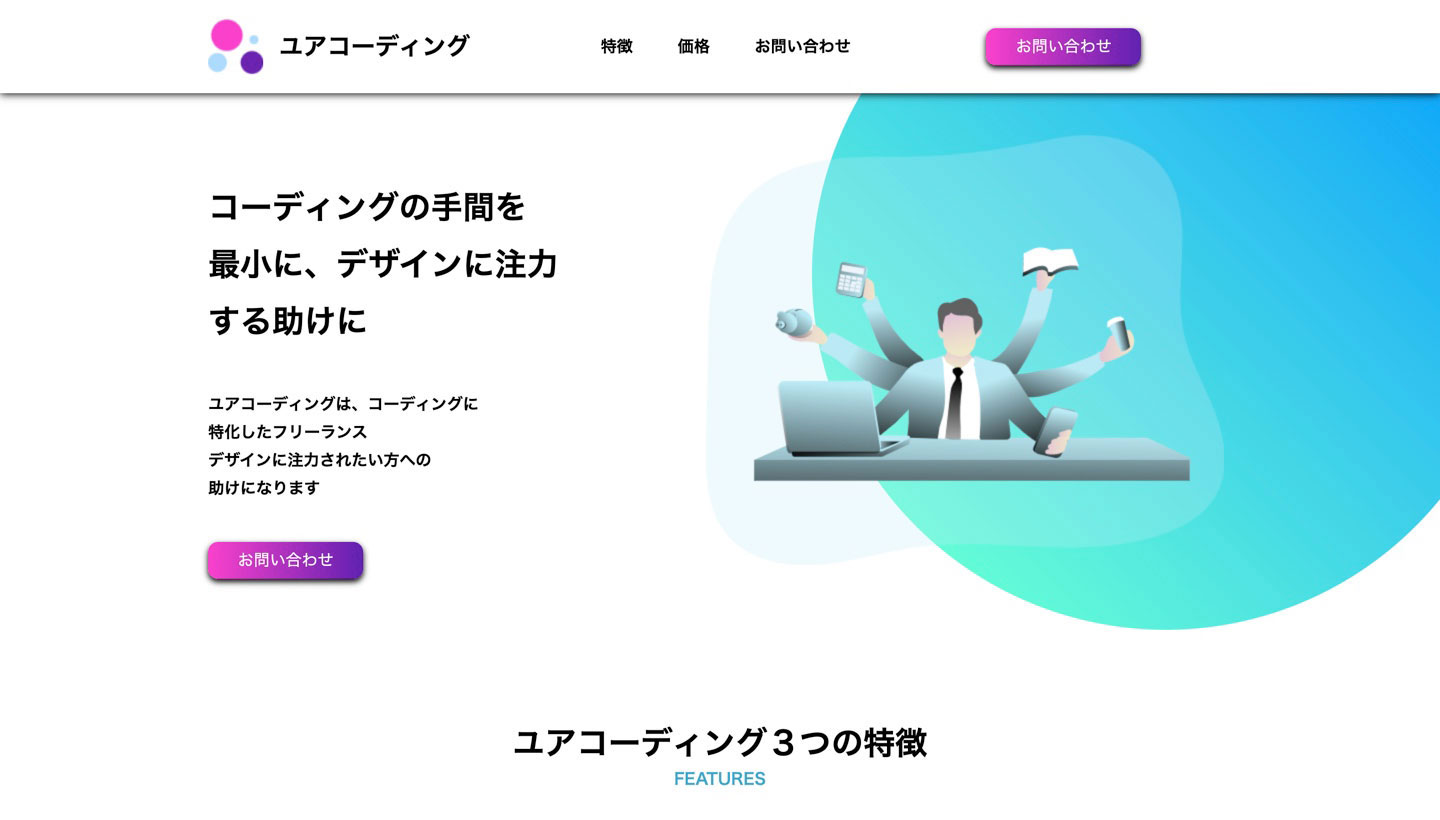 ユアコーディング
特徴
価格
お問い合わせ
お問い合わせ
コーディングの手間を
最小に、デザインに注力
する助けに
ユアコーディングは、コーディングに
特化したフリーランス
デザインに注力されたい方への
助けになります
お問い合わせ
ユアコーディング３つの特徴
FEATURES